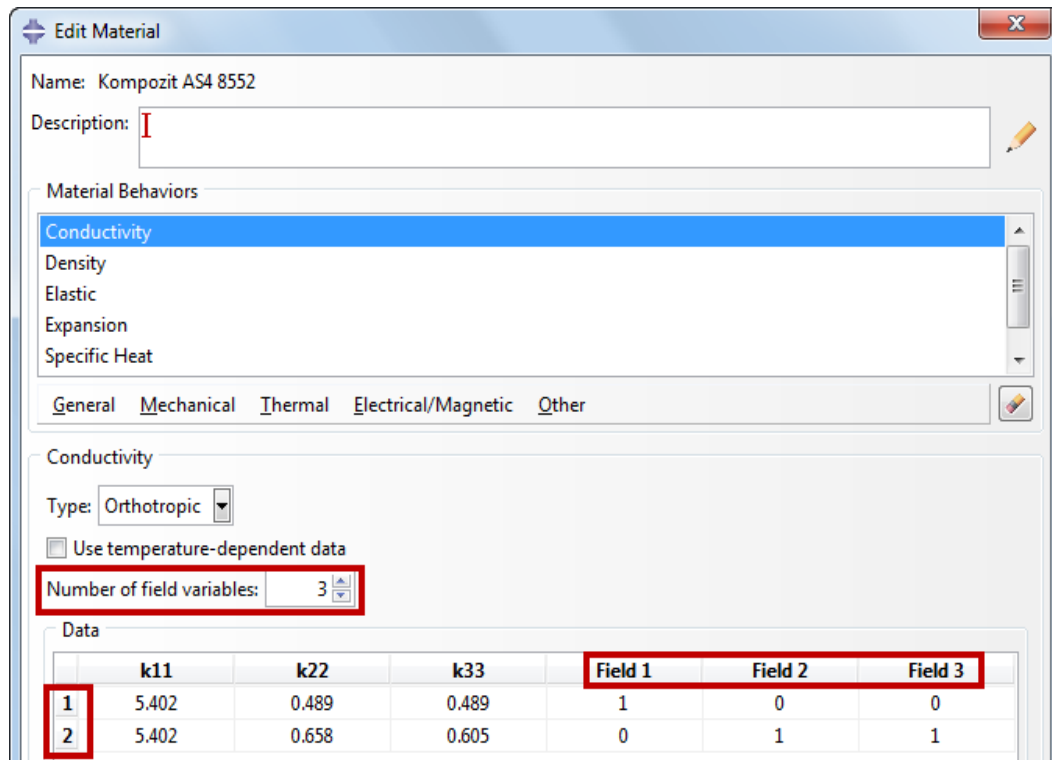 Edit Material
Name: Kompozit AS4 8552
Description:
Material Behaviors
Conductivity
Density
Elastic
Expansion
Specific Heat
General Mechanical Thermal Electrical/Magnetic Other
Conductivity
Type: Orthotropic
Use temperature-dependent data
Number of field variables: 3
Data
k11 k22 k33 Field 1 Field 2 Field 3
1 5.402 0.489 0.489 1 0 0
2 5.402 0.658 0.605 0 1 1